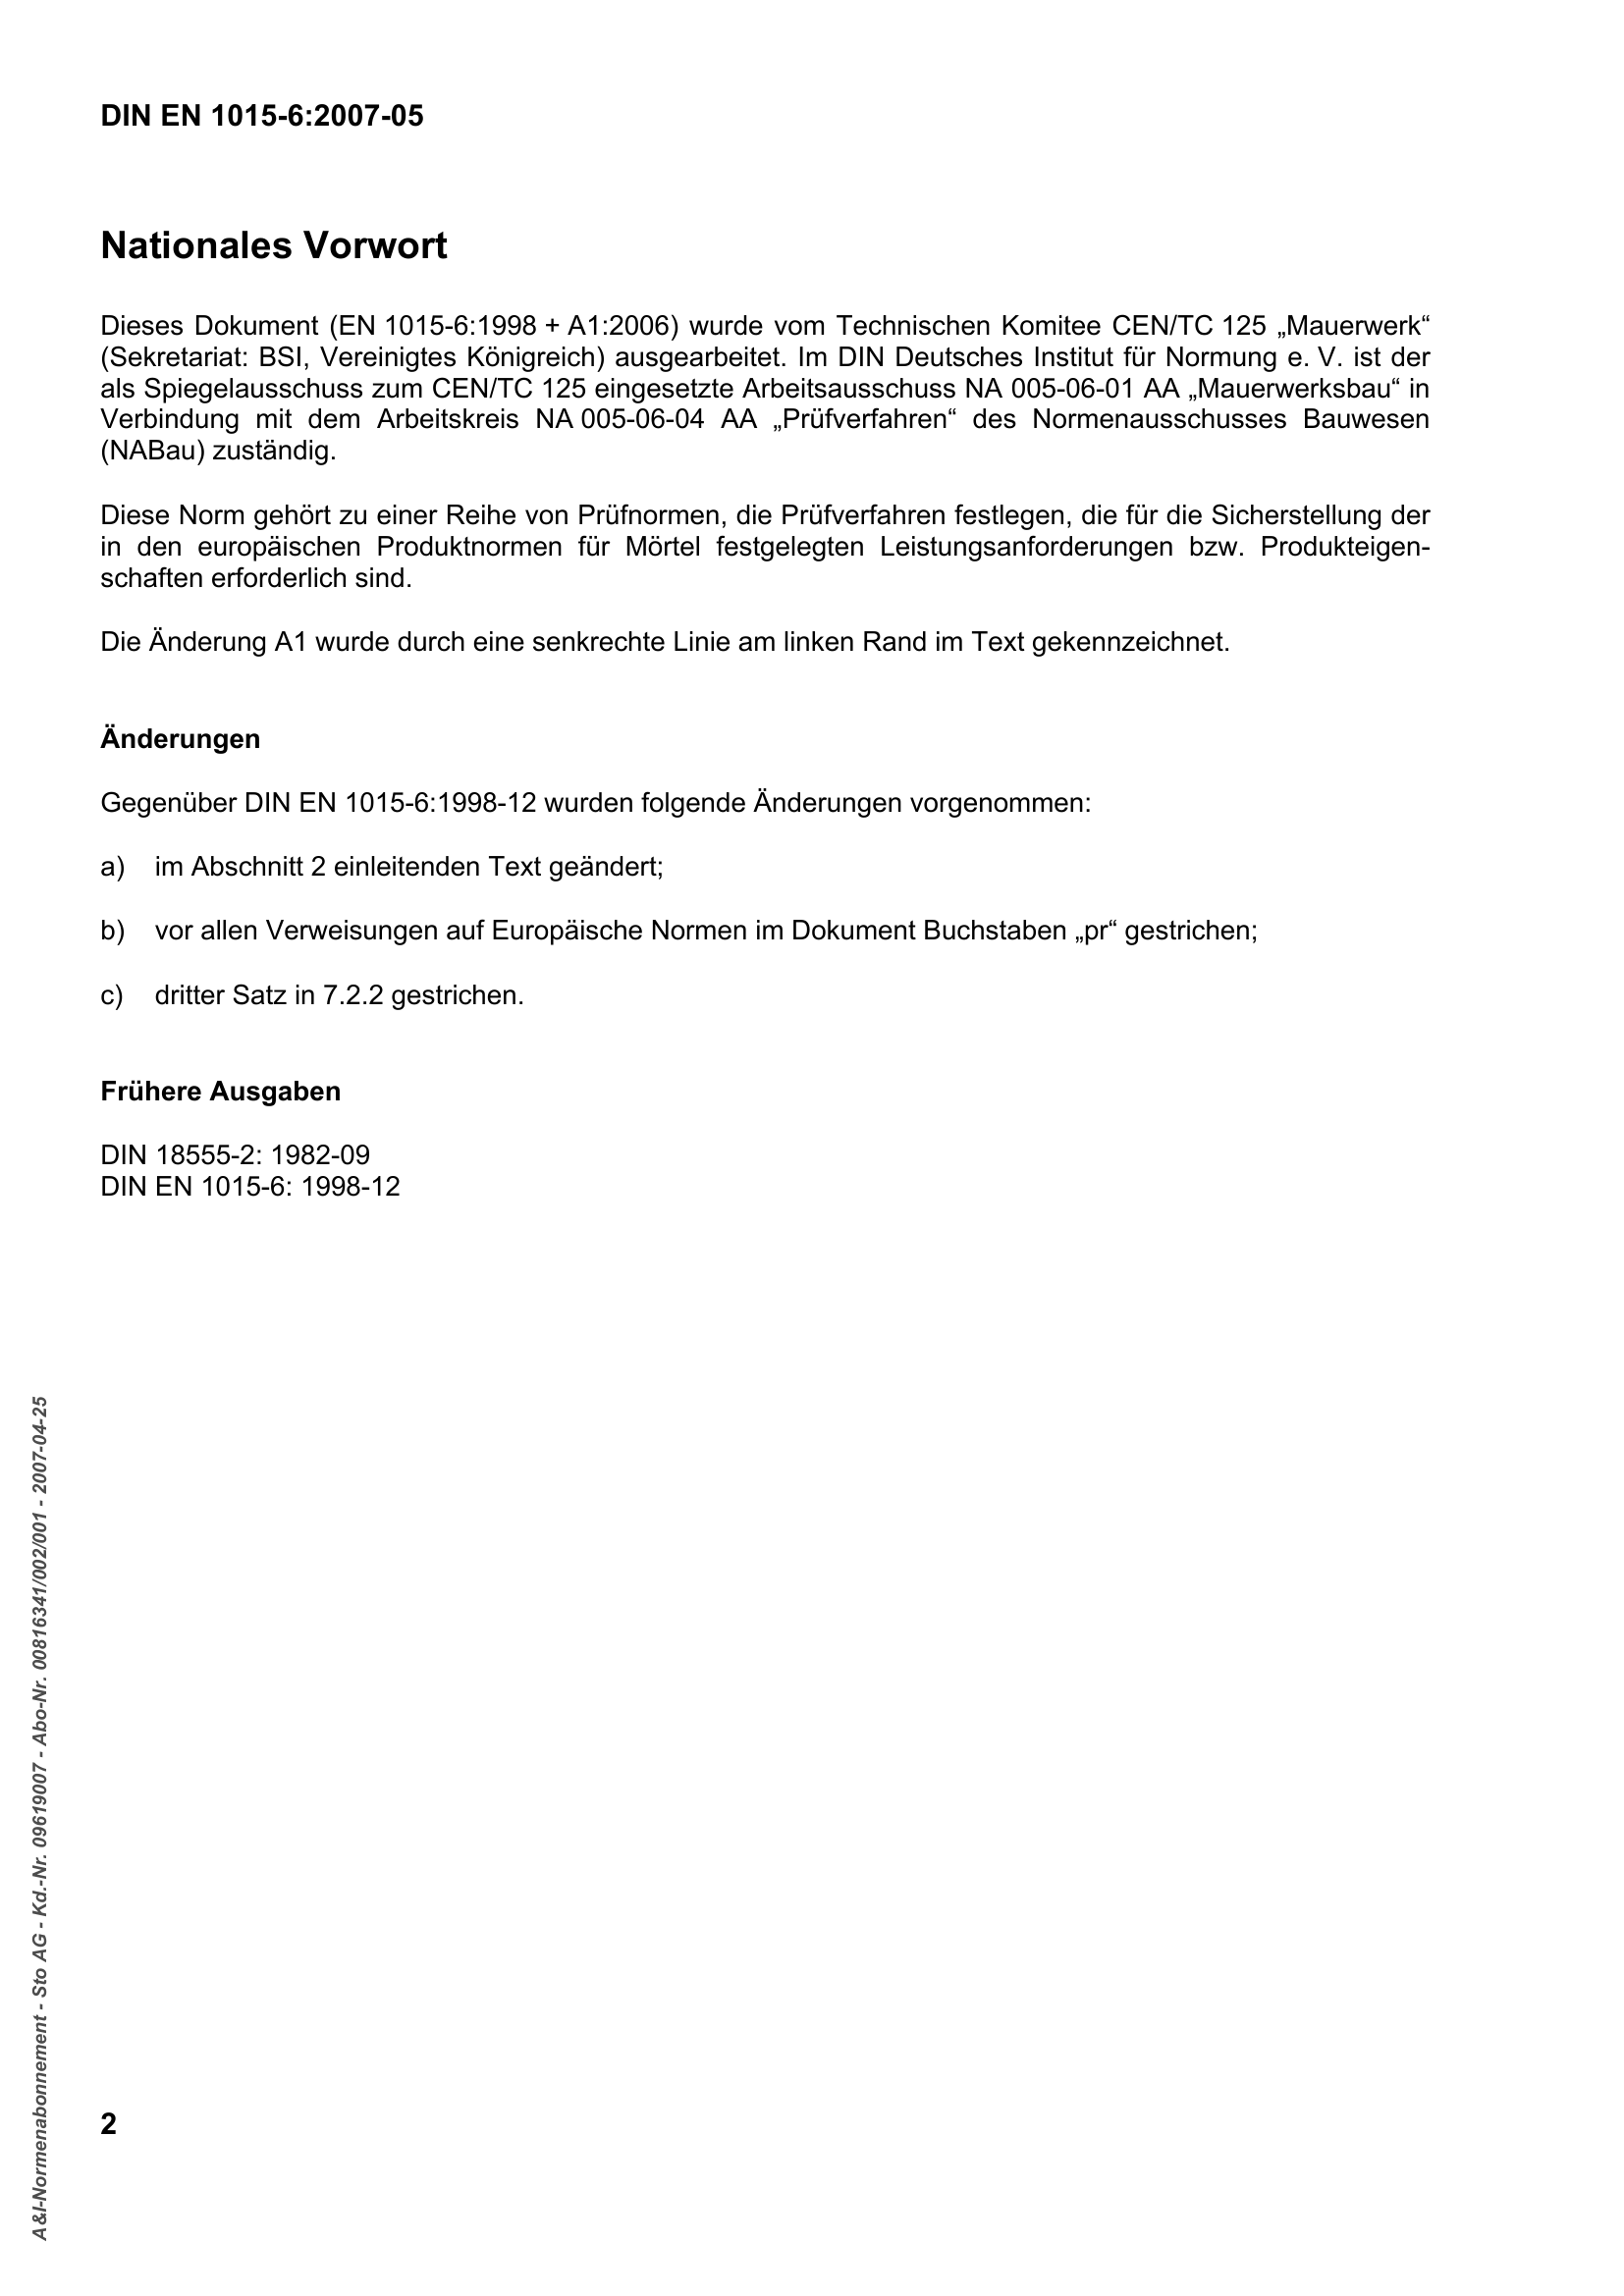 DIN EN 1015-6:2007-05
Nationales Vorwort
Dieses Dokument (EN 1015-6:1998 + A1:2006) wurde vom Technischen Komitee CEN/TC 125 „Mauerwerk“
(Sekretariat: BSI, Vereinigtes Königreich) ausgearbeitet. Im DIN Deutsches Institut für Normung e. V. ist der
als Spiegelausschuss zum CEN/TC 125 eingesetzte Arbeitsausschuss NA 005-06-01 AA „Mauerwerksbau“ in
Verbindung mit dem Arbeitskreis NA 005-06-04 AA „Prüfverfahren“ des Normenausschusses Bauwesen
(NABau) zuständig.
Diese Norm gehört zu einer Reihe von Prüfnormen, die Prüfverfahren festlegen, die für die Sicherstellung der
in den europäischen Produktnormen für Mörtel festgelegten Leistungsanforderungen bzw. Produkteigen-
schaften erforderlich sind.
Die Änderung A1 wurde durch eine senkrechte Linie am linken Rand im Text gekennzeichnet.
Änderungen
Gegenüber DIN EN 1015-6:1998-12 wurden folgende Änderungen vorgenommen:
a) im Abschnitt 2 einleitenden Text geändert;
b) vor allen Verweisungen auf Europäische Normen im Dokument Buchstaben „pr“ gestrichen;
c) dritter Satz in 7.2.2 gestrichen.
Frühere Ausgaben
DIN 18555-2: 1982-09
DIN EN 1015-6: 1998-12
A&I-Normenabonnement - Sto AG - Kd.-Nr. 09619007 - Abo-Nr. 00816341/002/001 - 2007-04-25
2